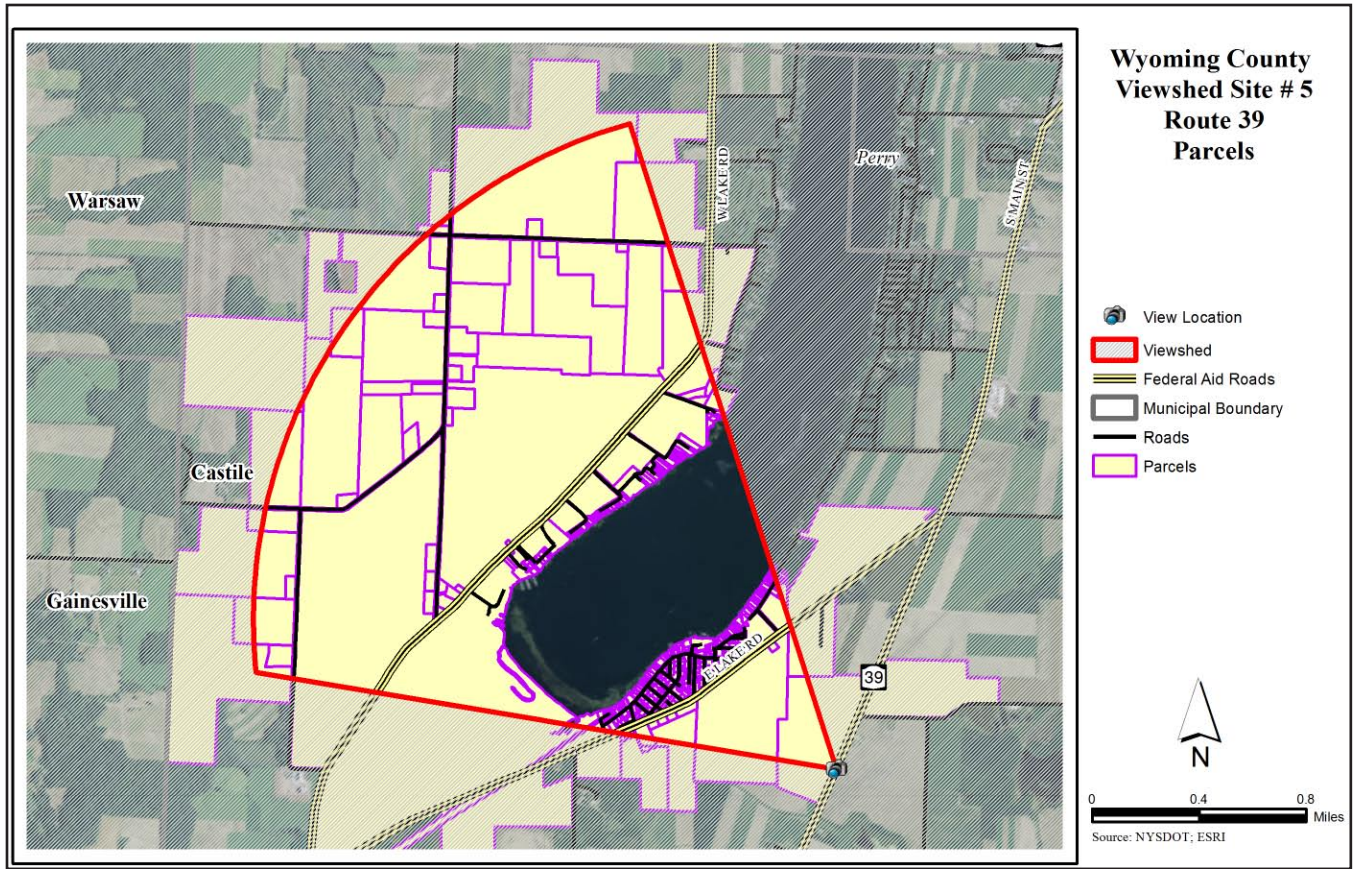 Wyoming County
Viewshed Site # 5
Route 39
Parcels
Perry
W LAKE RD
S MAIN ST
Warsaw
Castile
Gainesville
E LAKE RD
39
View Location
Viewshed
Federal Aid Roads
Municipal Boundary
Roads
Parcels
N
0 0.4 0.8
Miles
Source: NYSDOT; ESRI